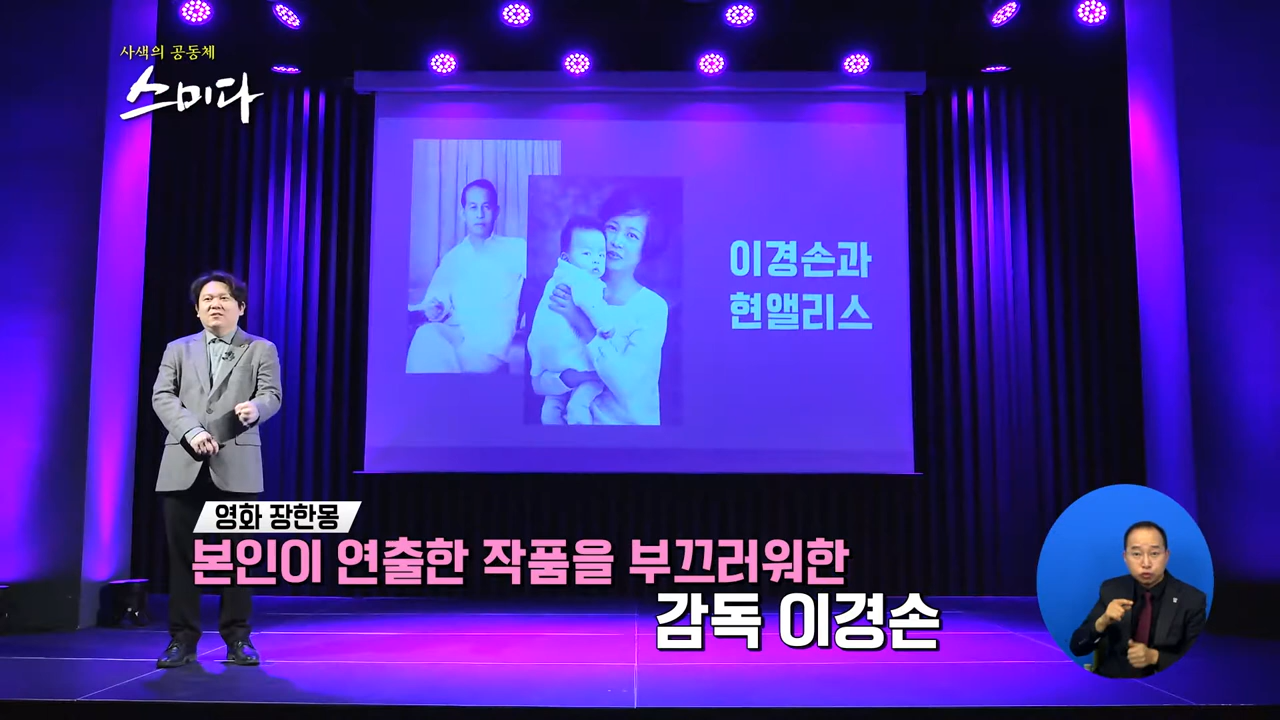 사색의 공동체
스미다
이경손과
현앨리스
영화 장한몽
본인이 연출한 작품을 부끄러워한
감독 이경손